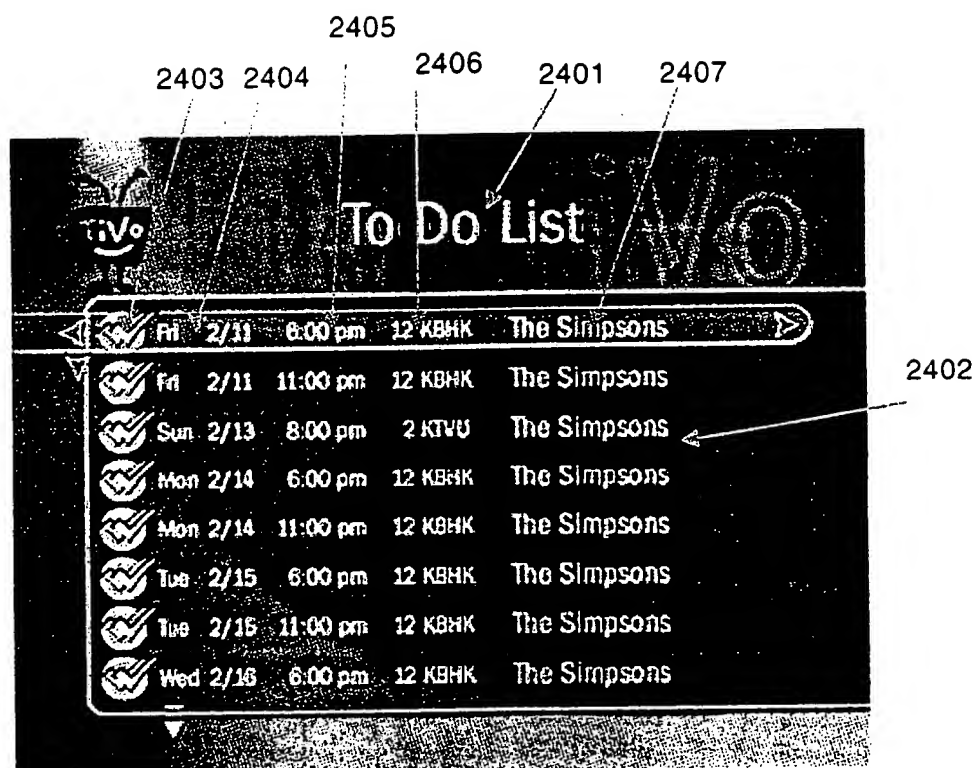 2405
2403 2404 2406 2401 2407
TiVo
To Do List
TiVo
Fri 2/11 6:00 pm 12 KBHK The Simpsons
Fri 2/11 11:00 pm 12 KBHK The Simpsons
2402
Sun 2/13 8:00 pm 2 KTVU The Simpsons
Mon 2/14 6:00 pm 12 KBHK The Simpsons
Mon 2/14 11:00 pm 12 KBHK The Simpsons
Tue 2/15 6:00 pm 12 KBHK The Simpsons
Tue 2/15 11:00 pm 12 KBHK The Simpsons
Wed 2/16 6:00 pm 12 KBHK The Simpsons